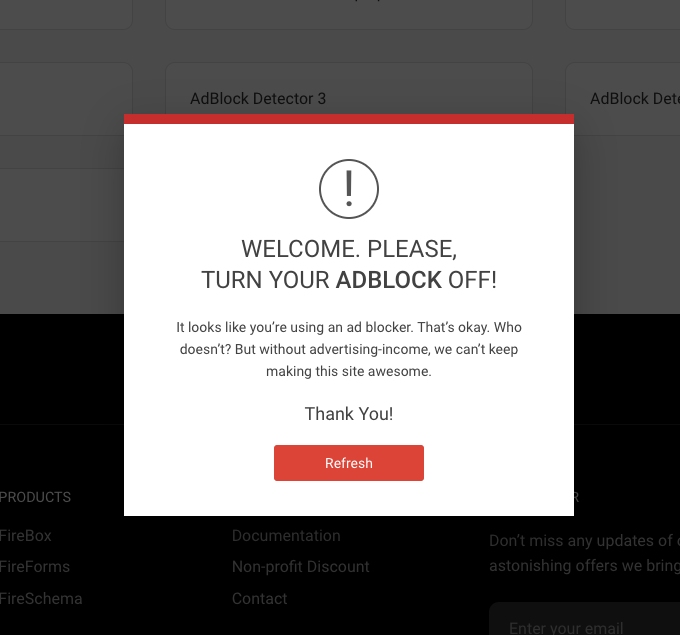 AdBlock Detector 3
AdBlock Dete
!
WELCOME. PLEASE,
TURN YOUR ADBLOCK OFF!
It looks like you’re using an ad blocker. That’s okay. Who
doesn’t? But without advertising-income, we can’t keep
making this site awesome.
Thank You!
Refresh
PRODUCTS
R
FireBox
Documentation
Don’t miss any updates of
FireForms
Non-profit Discount
astonishing offers we bring
FireSchema
Contact
Enter your email